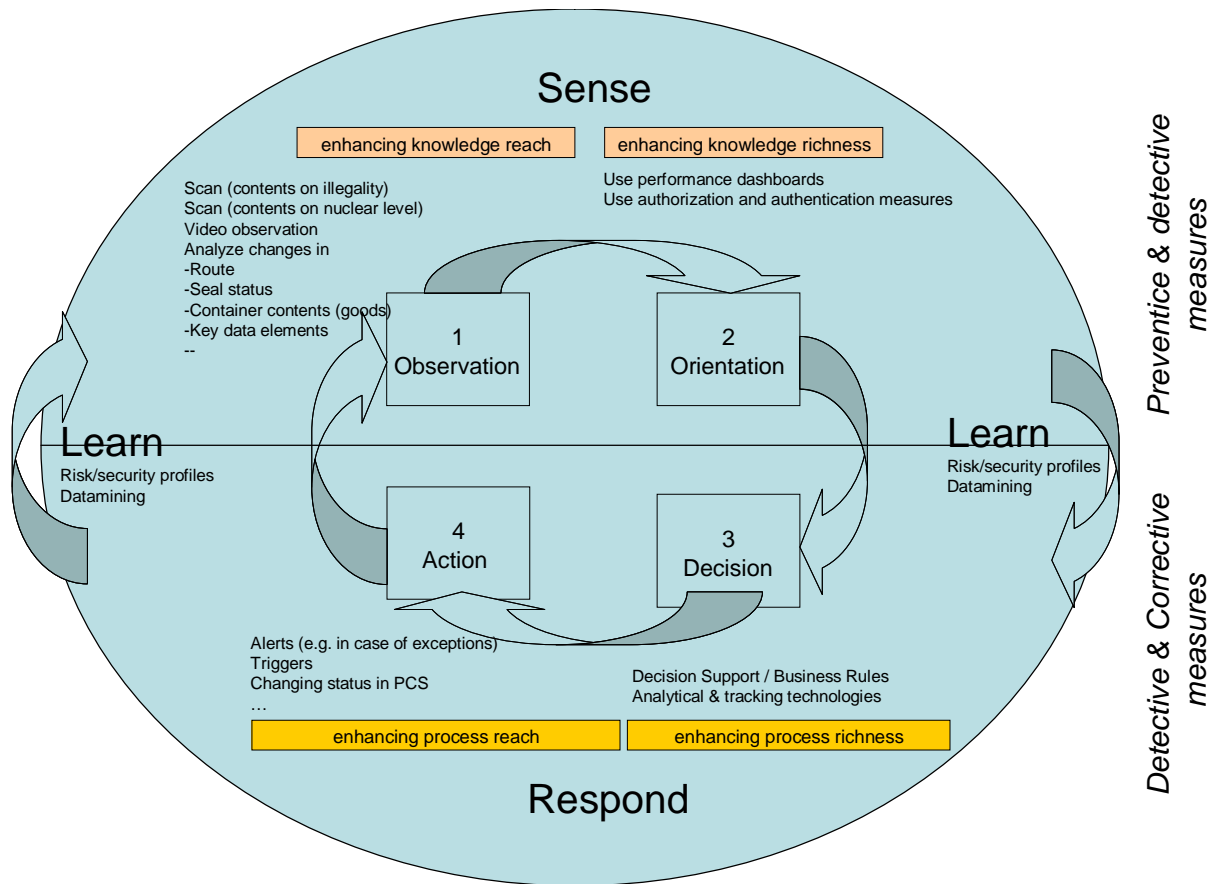 Sense
enhancing knowledge reach
enhancing knowledge richness
Scan (contents on illegality)
Scan (contents on nuclear level)
Video observation
Analyze changes in
-Route
-Seal status
-Container contents (goods)
-Key data elements
--
Use performance dashboards
Use authorization and authentication measures
1
Observation
2
Orientation
Learn
Risk/security profiles
Datamining
Learn
Risk/security profiles
Datamining
4
Action
3
Decision
Alerts (e.g. in case of exceptions)
Triggers
Changing status in PCS
…
Decision Support / Business Rules
Analytical & tracking technologies
enhancing process reach
enhancing process richness
Respond
Preventice & detective
measures
Detective & Corrective
measures